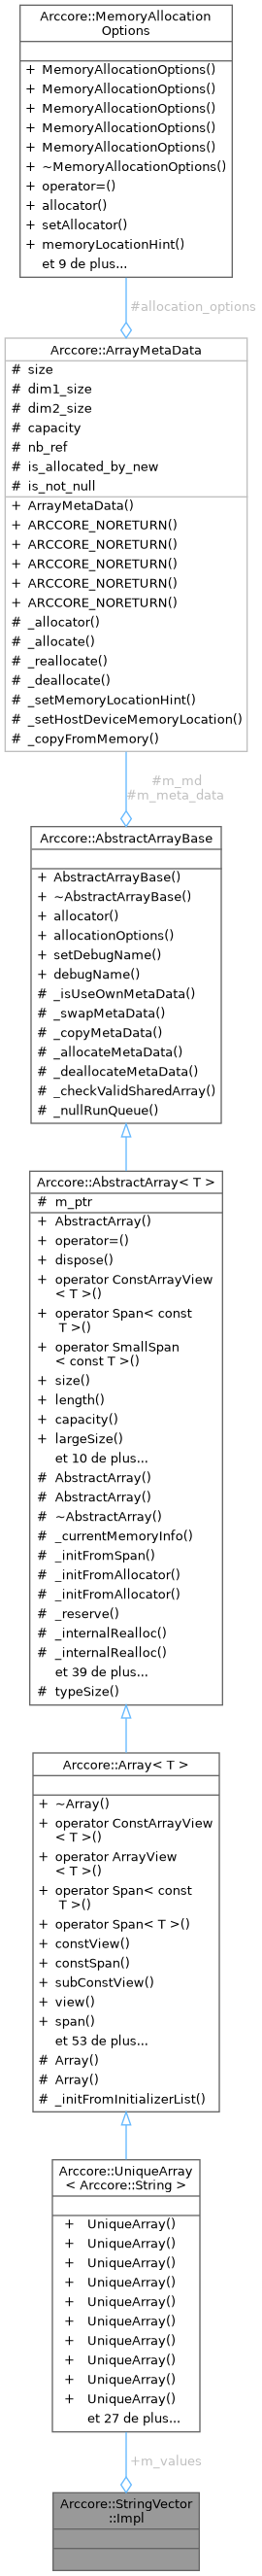 Arccore::MemoryAllocation
Options
+ MemoryAllocationOptions()
+ MemoryAllocationOptions()
+ MemoryAllocationOptions()
+ MemoryAllocationOptions()
+ MemoryAllocationOptions()
+ ~MemoryAllocationOptions()
+ operator=()
+ allocator()
+ setAllocator()
+ memoryLocationHint()
et 9 de plus...
#allocation_options
Arccore::ArrayMetaData
# size
# dim1_size
# dim2_size
# capacity
# nb_ref
# is_allocated_by_new
# is_not_null
+ ArrayMetaData()
+ ARCCORE_NORETURN()
+ ARCCORE_NORETURN()
+ ARCCORE_NORETURN()
+ ARCCORE_NORETURN()
+ ARCCORE_NORETURN()
# _allocator()
# _allocate()
# _reallocate()
# _deallocate()
# _setMemoryLocationHint()
# _setHostDeviceMemoryLocation()
# _copyFromMemory()
#m_md
#m_meta_data
Arccore::AbstractArrayBase
+ AbstractArrayBase()
+ ~AbstractArrayBase()
+ allocator()
+ allocationOptions()
+ setDebugName()
+ debugName()
# _isUseOwnMetaData()
# _swapMetaData()
# _copyMetaData()
# _allocateMetaData()
# _deallocateMetaData()
# _checkValidSharedArray()
# _nullRunQueue()
Arccore::AbstractArray< T >
# m_ptr
+ AbstractArray()
+ operator=()
+ dispose()
+ operator ConstArrayView
< T >()
+ operator Span< const
T >()
+ operator SmallSpan
< const T >()
+ size()
+ length()
+ capacity()
+ largeSize()
et 10 de plus...
# AbstractArray()
# AbstractArray()
# ~AbstractArray()
# _currentMemoryInfo()
# _initFromSpan()
# _initFromAllocator()
# _initFromAllocator()
# _reserve()
# _internalRealloc()
# _internalRealloc()
et 39 de plus...
# typeSize()
Arccore::Array< T >
+ ~Array()
+ operator ConstArrayView
< T >()
+ operator ArrayView
< T >()
+ operator Span< const
T >()
+ operator Span< T >()
+ constView()
+ constSpan()
+ subConstView()
+ view()
+ span()
et 53 de plus...
# Array()
# Array()
# _initFromInitializerList()
Arccore::UniqueArray
< Arccore::String >
+ UniqueArray()
+ UniqueArray()
+ UniqueArray()
+ UniqueArray()
+ UniqueArray()
+ UniqueArray()
+ UniqueArray()
+ UniqueArray()
+ UniqueArray()
+ UniqueArray()
et 27 de plus...
+m_values
Arccore::StringVector
::Impl